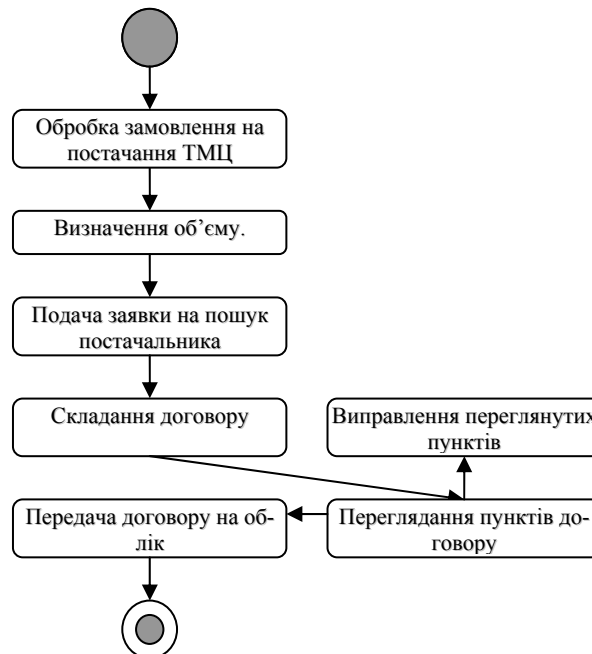 Обробка замовлення на
постачання ТМЦ
Визначення об’єму.
Подача заявки на пошук
постачальника
Складання договору
Виправлення переглянутих
пунктів
Передача договору на об-
лік
Переглядання пунктів до-
говору